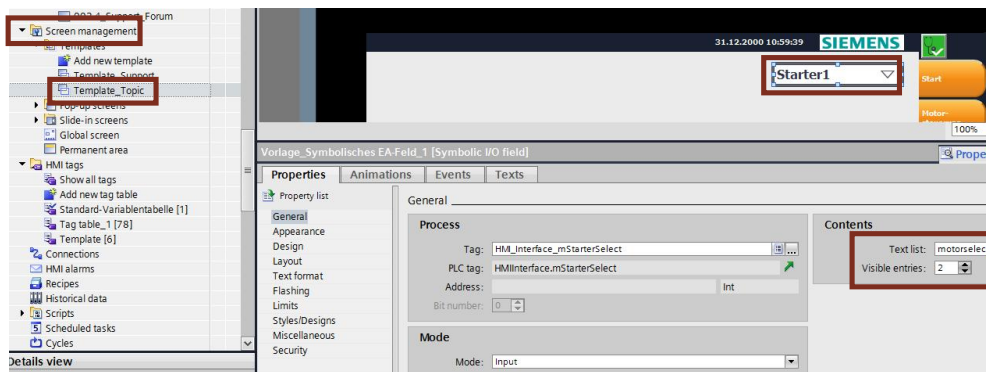 003.4_Support_Forum
Screen management
Templates
Add new template
Template_Support
Template_Topic
Pop-up screens
Slide-in screens
Global screen
Permanent area
HMI tags
Show all tags
Add new tag table
Standard-Variablentabelle [1]
Tag table_1 [78]
Template [6]
Connections
HMI alarms
Recipes
Historical data
Scripts
Scheduled tasks
Cycles
Details view
31.12.2000 10:59:39
SIEMENS
Starter1
Start
Motor-
100%
Vorlage_Symbolisches EA-Feld_1 [Symbolic I/O field]
Prope
Properties Animations Events Texts
Property list
General
Appearance
Design
Layout
Text format
Flashing
Limits
Styles/Designs
Miscellaneous
Security
General
Process
Tag: HMI_Interface_mStarterSelect ...
PLC tag: HMIInterface.mStarterSelect
Address: Int
Bit number: 0
Mode
Mode: Input
Contents
Text list: motorselec
Visible entries: 2